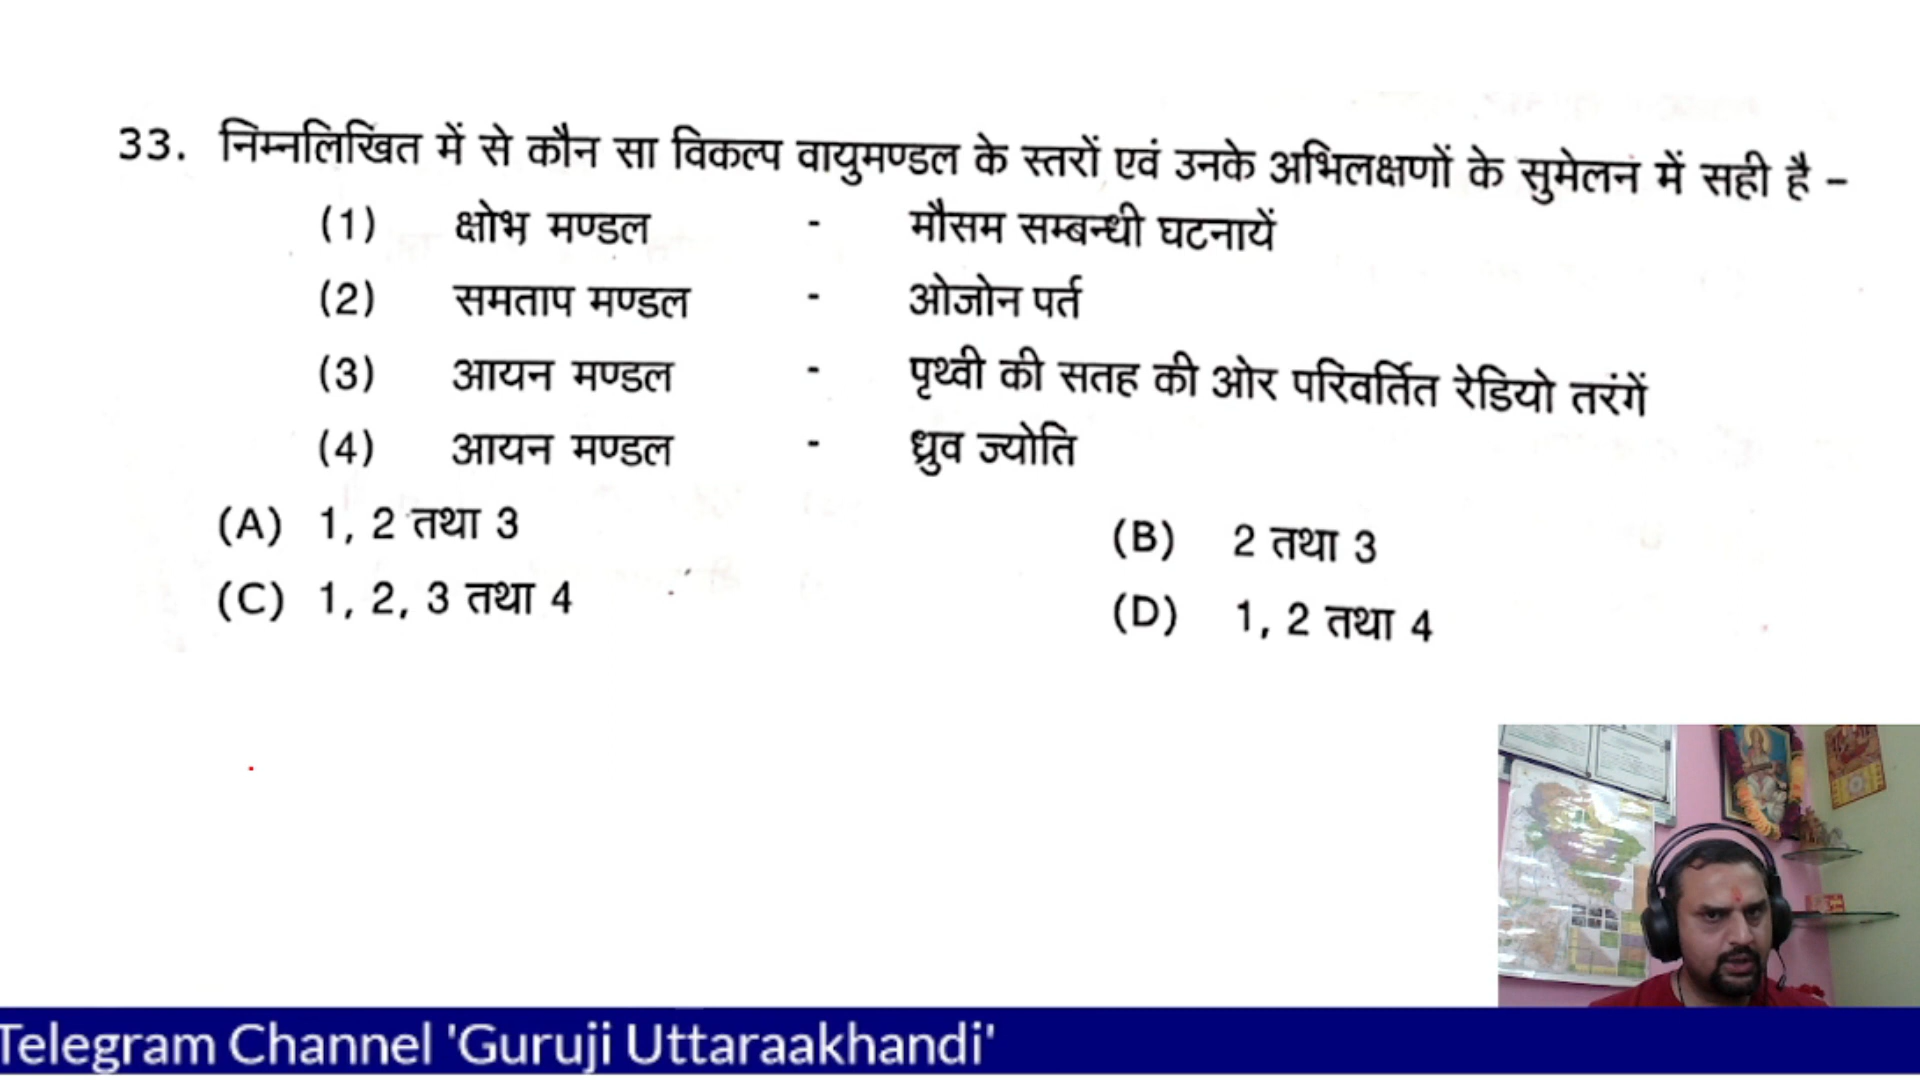 33. निम्नलिखित में से कौन सा विकल्प वायुमण्डल के स्तरों एवं उनके अभिलक्षणों के सुमेलन में सही है –
(1) क्षोभ मण्डल - मौसम सम्बन्धी घटनायें
(2) समताप मण्डल - ओजोन पर्त
(3) आयन मण्डल - पृथ्वी की सतह की ओर परिवर्तित रेडियो तरंगें
(4) आयन मण्डल - ध्रुव ज्योति
(A) 1, 2 तथा 3 (B) 2 तथा 3
(C) 1, 2, 3 तथा 4 (D) 1, 2 तथा 4
Telegram Channel 'Guruji Uttaraakhandi'